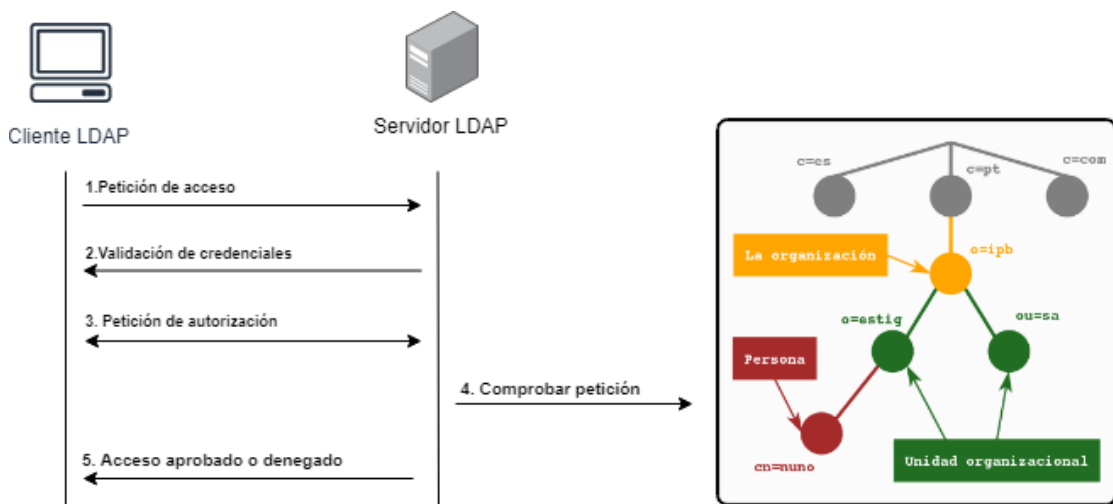 Cliente LDAP
Servidor LDAP
1.Petición de acceso
2.Validación de credenciales
3. Petición de autorización
4. Comprobar petición
5. Acceso aprobado o denegado
c=es
c=pt
c=com
La organización
o=ipb
o=estig
ou=sa
Persona
cn=nuno
Unidad organizacional